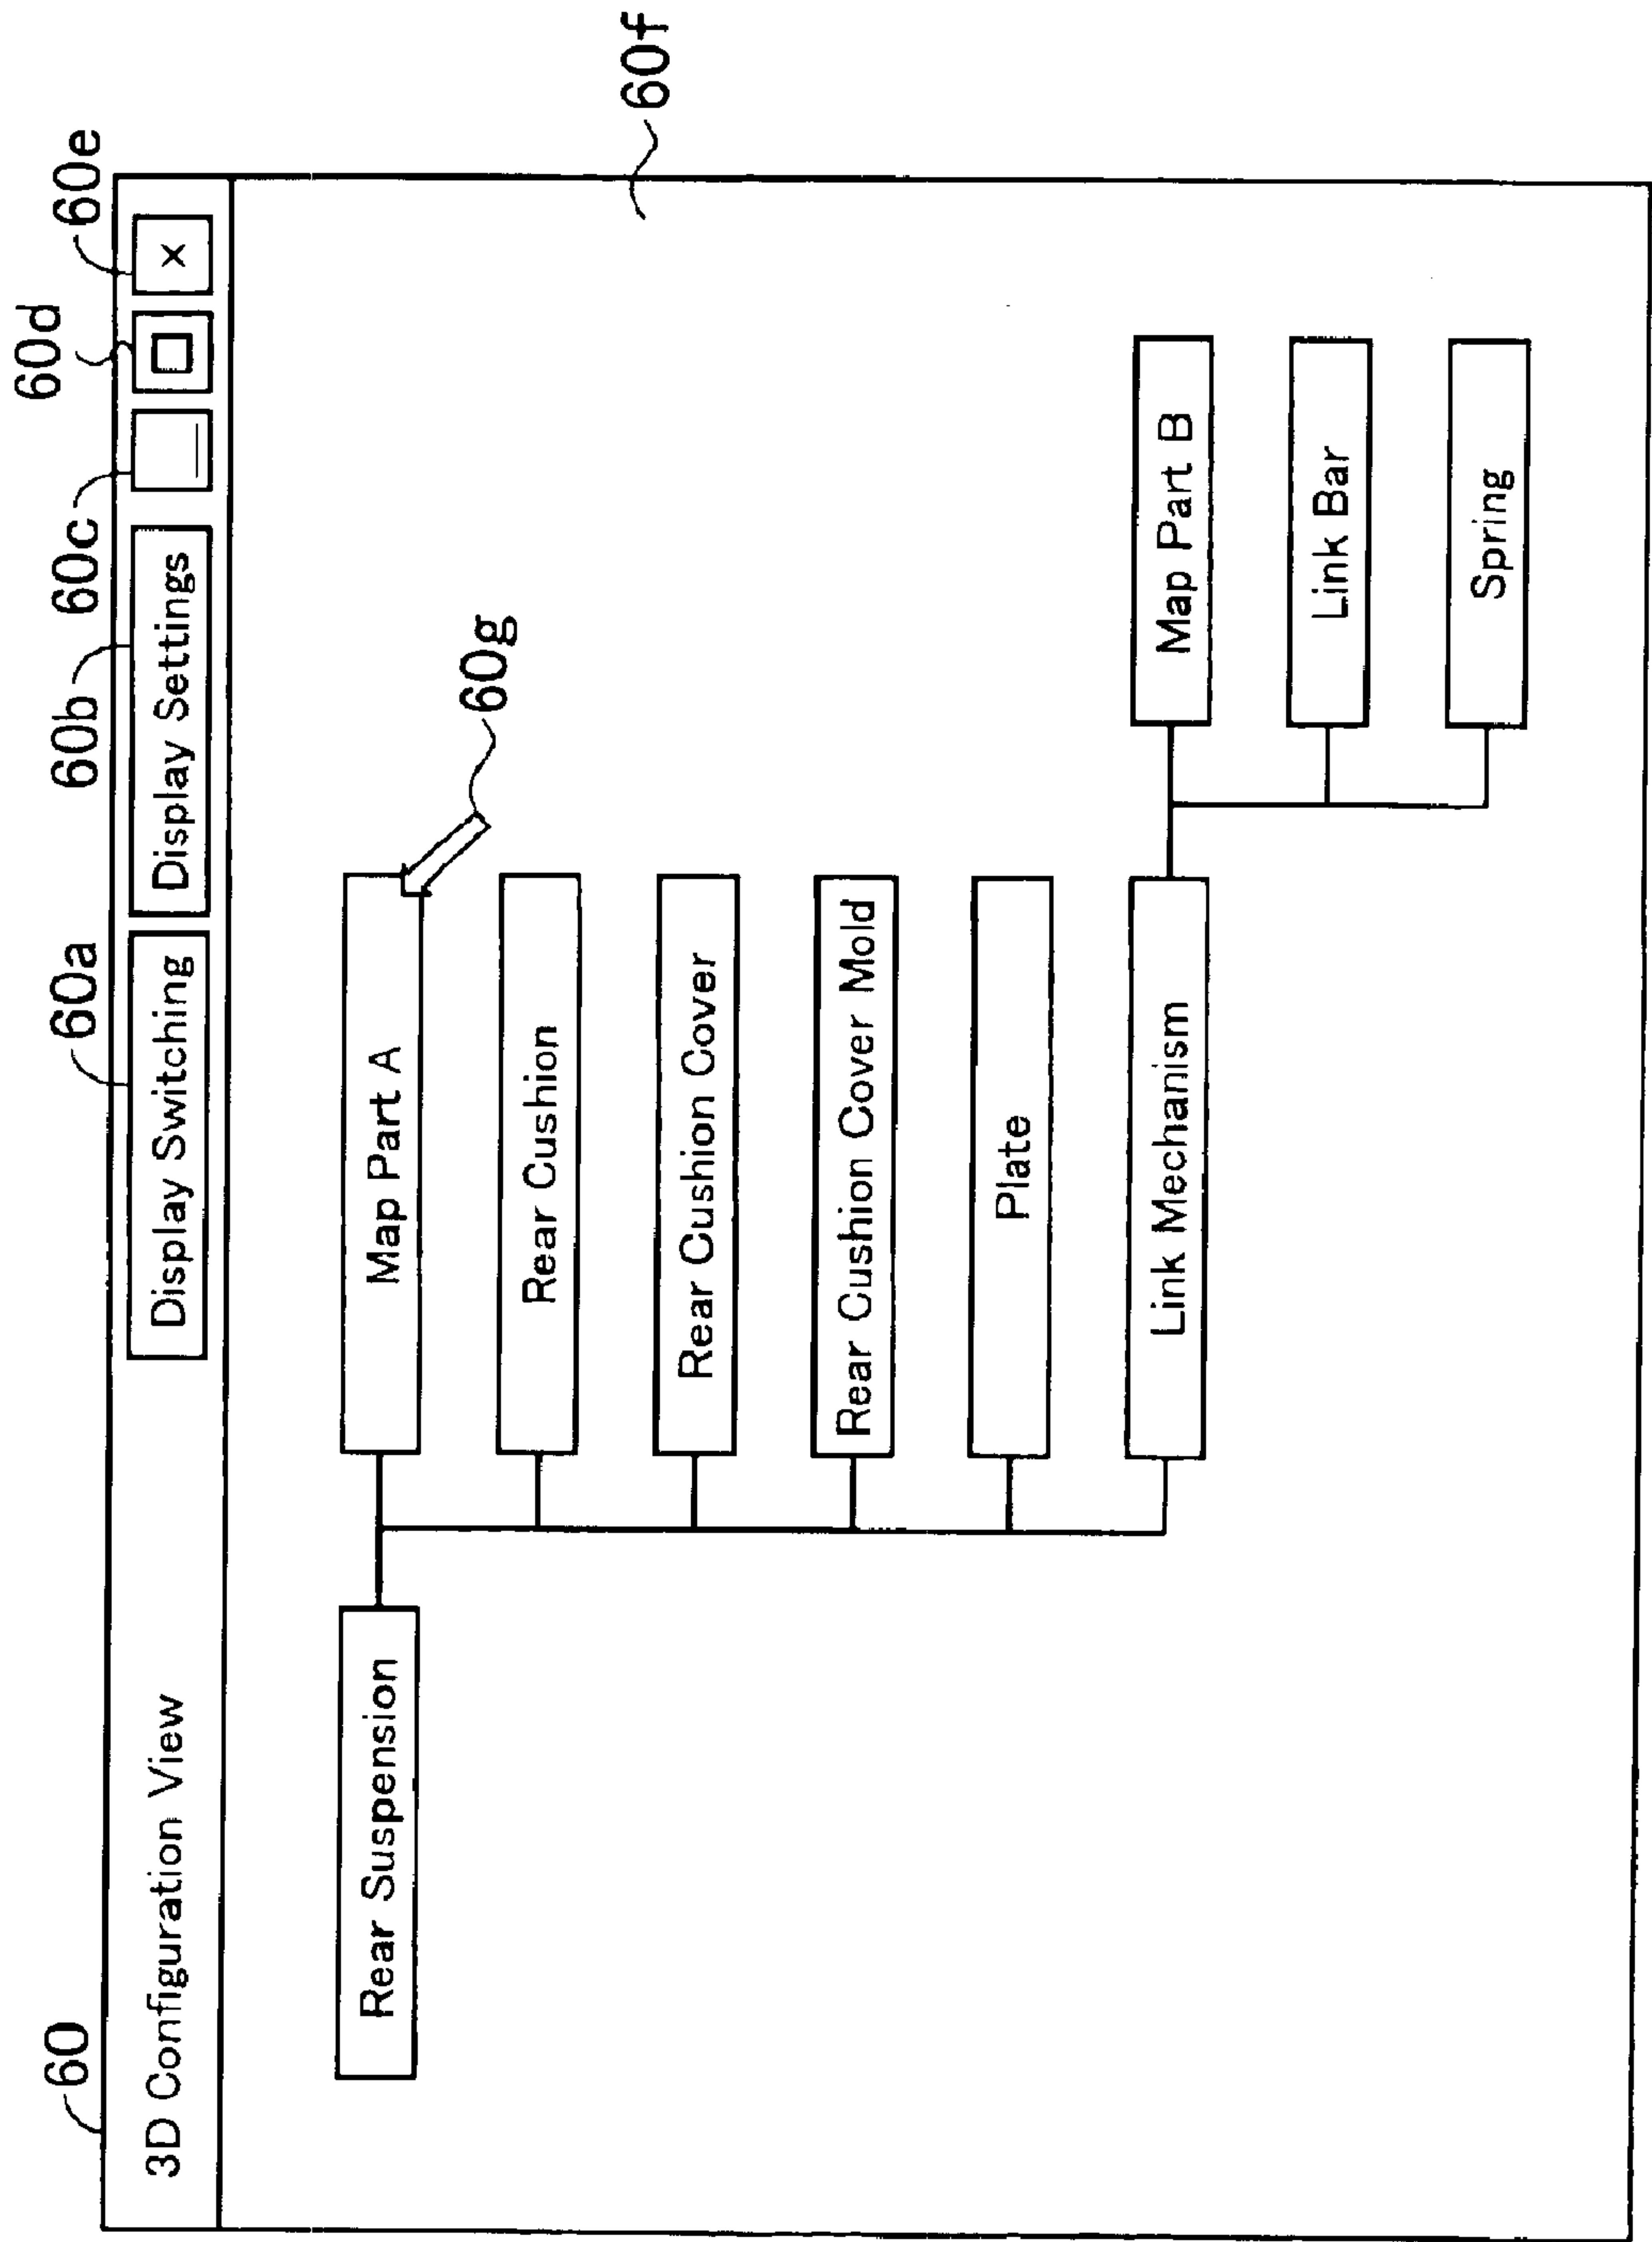 60
60a
60b
60c
60d
60e
3D Configuration View
Display Switching
Display Settings
×
60f
60g
Rear Suspension
Map Part A
Rear Cushion
Rear Cushion Cover
Rear Cushion Cover Mold
Plate
Link Mechanism
Map Part B
Link Bar
Spring